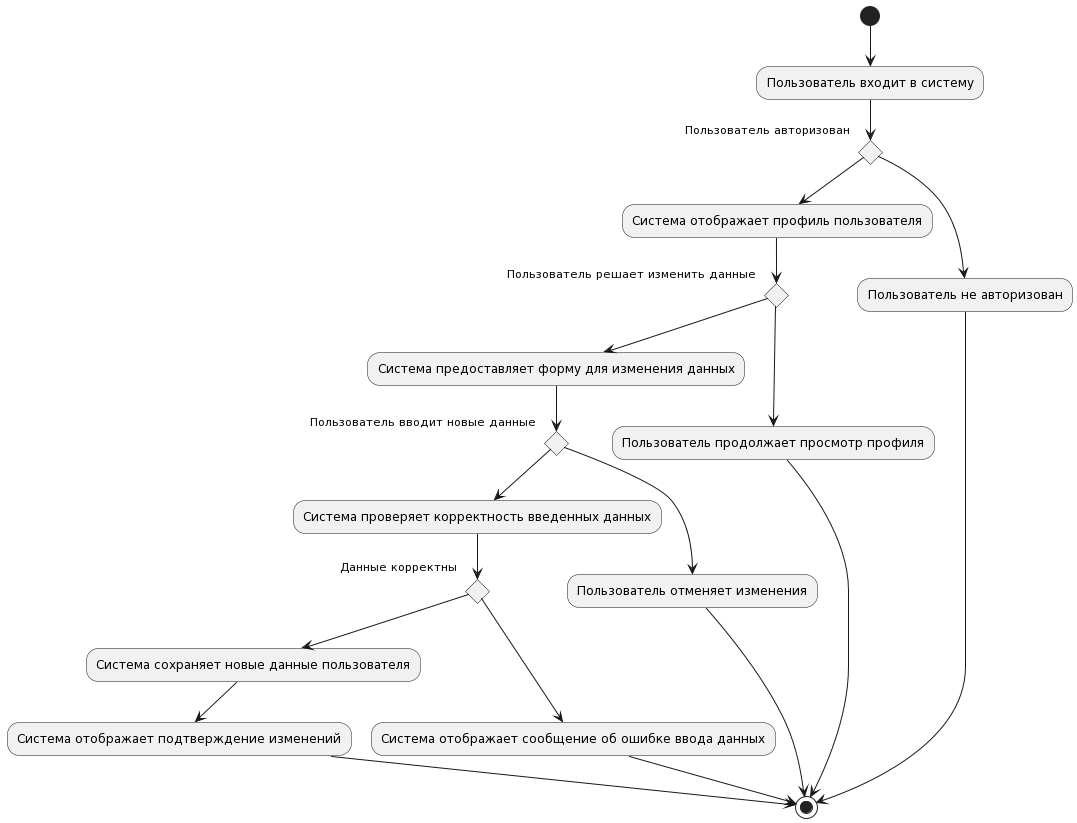 Пользователь входит в систему
Пользователь авторизован
Система отображает профиль пользователя
Пользователь решает изменить данные
Пользователь не авторизован
Система предоставляет форму для изменения данных
Пользователь вводит новые данные
Пользователь продолжает просмотр профиля
Система проверяет корректность введенных данных
Данные корректны
Пользователь отменяет изменения
Система сохраняет новые данные пользователя
Система отображает подтверждение изменений
Система отображает сообщение об ошибке ввода данных